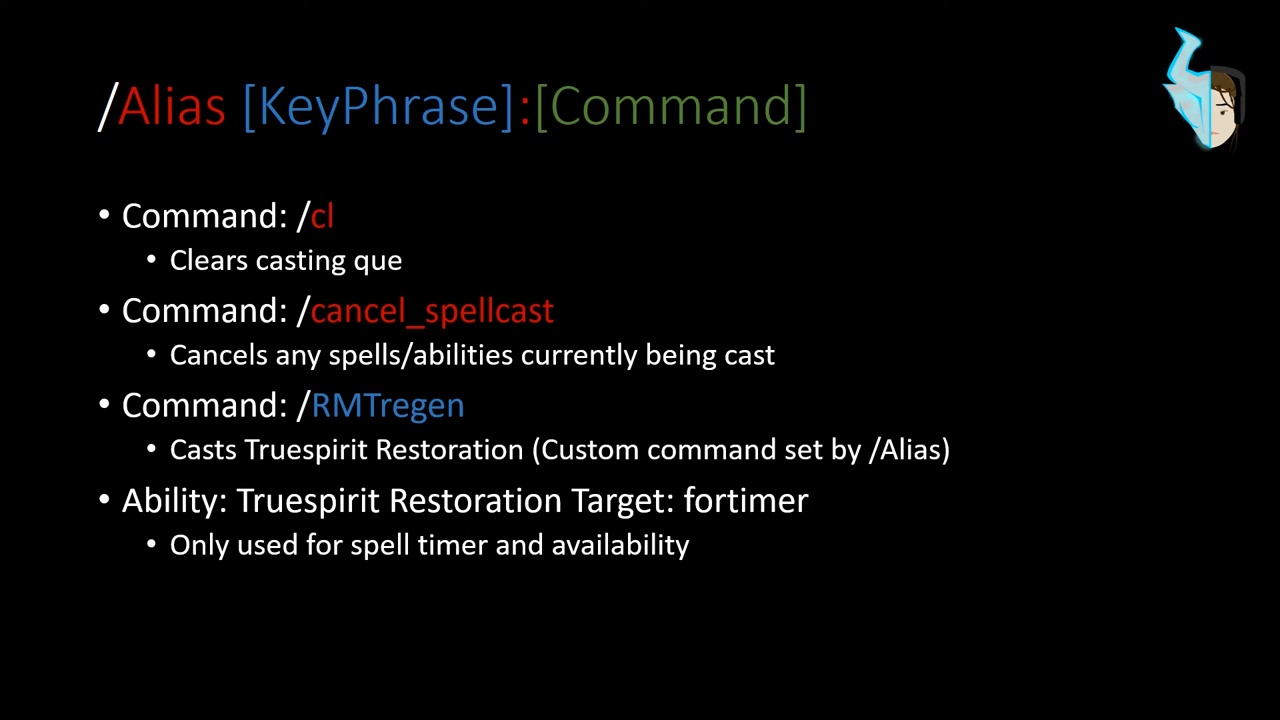 /Alias [KeyPhrase]:[Command]
• Command: /cl
• Clears casting que
• Command: /cancel_spellcast
• Cancels any spells/abilities currently being cast
• Command: /RMTregen
• Casts Truespirit Restoration (Custom command set by /Alias)
• Ability: Truespirit Restoration Target: fortimer
• Only used for spell timer and availability